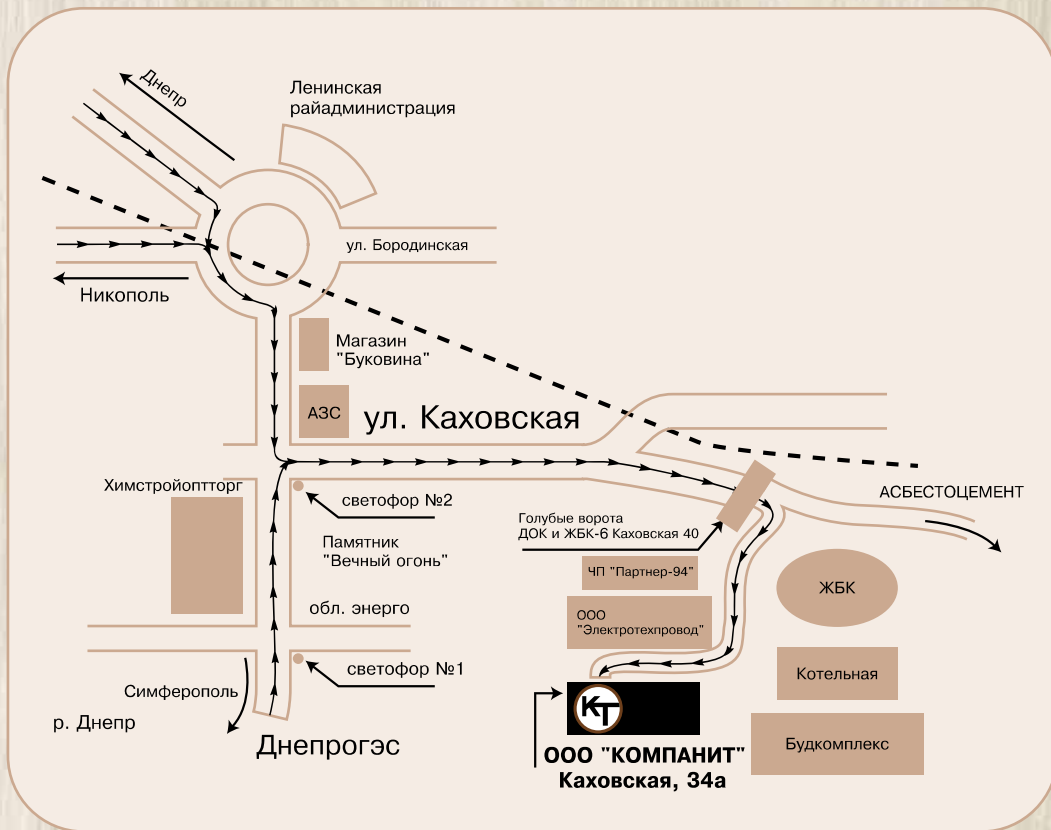 Днепр
Ленинская
райадминистрация
ул. Бородинская
Никополь
Магазин
"Буковина"
АЗС
ул. Каховская
Химстройоптторг
светофор №2
АСБЕСТОЦЕМЕНТ
Голубые ворота
ДОК и ЖБК-6 Каховская 40
Памятник
"Вечный огонь"
ЧП "Партнер-94"
ЖБК
обл. энерго
ООО
"Электротехпровод"
светофор №1
Котельная
Симферополь
р. Днепр
КТ
Днепрогэс
Будкомплекс
ООО "КОМПАНИТ"
Каховская, 34а